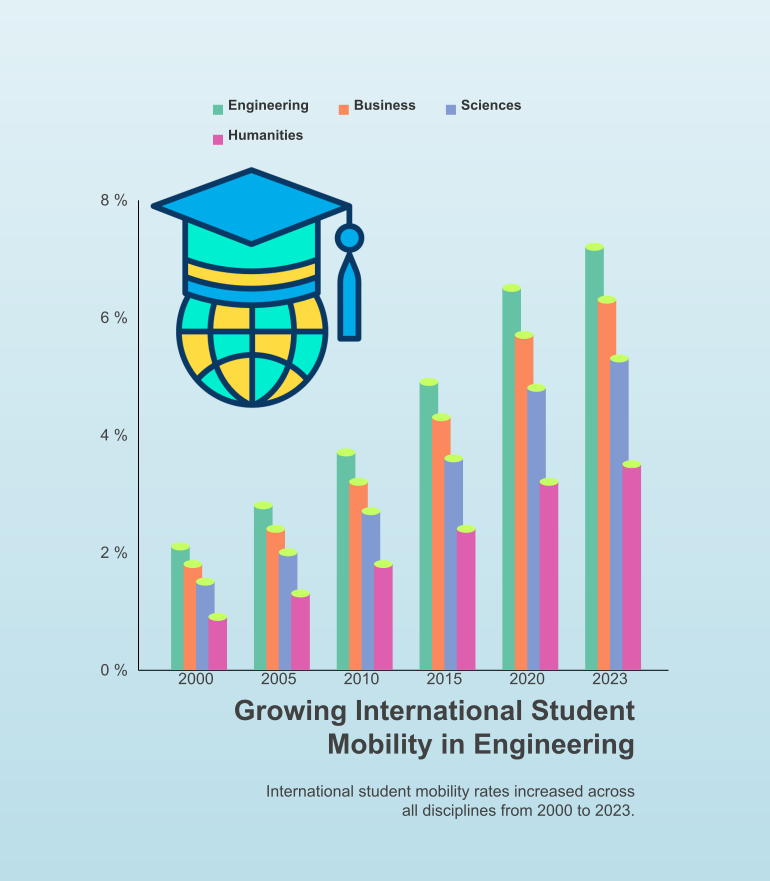 Engineering Business Sciences
Humanities
8 %
6 %
4 %
2 %
0 %
2000 2005 2010 2015 2020 2023
Growing International Student
Mobility in Engineering
International student mobility rates increased across
all disciplines from 2000 to 2023.